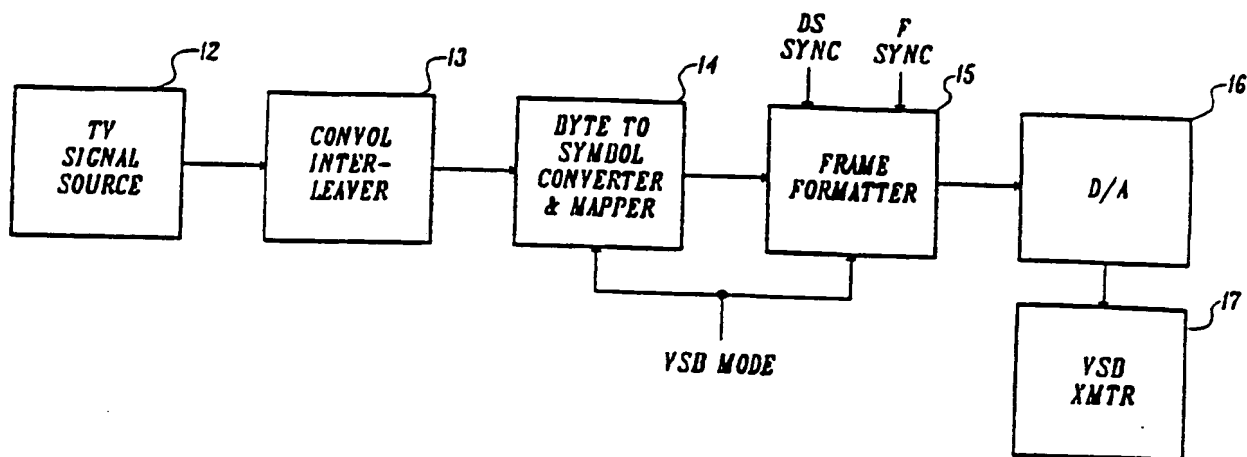 DS
SYNC
F
SYNC
12
13
14
15
16
TV
SIGNAL
SOURCE
CONVOL
INTER-
LEAVER
BYTE TO
SYMBOL
CONVERTER
& MAPPER
FRAME
FORMATTER
D/A
VSB MODE
17
VSB
XMTR